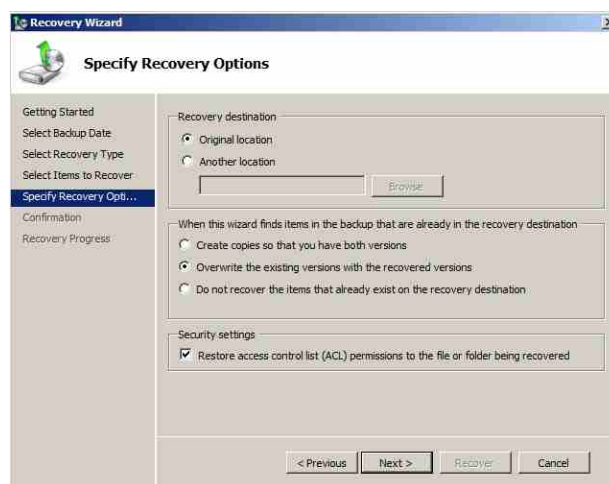 Recovery Wizard
Specify Recovery Options
Getting Started
Select Backup Date
Select Recovery Type
Select Items to Recover
Specify Recovery Opti...
Confirmation
Recovery Progress
Recovery destination
Original location
Another location
Browse
When this wizard finds items in the backup that are already in the recovery destination
Create copies so that you have both versions
Overwrite the existing versions with the recovered versions
Do not recover the items that already exist on the recovery destination
Security settings
Restore access control list (ACL) permissions to the file or folder being recovered
< Previous Next > Recover Cancel